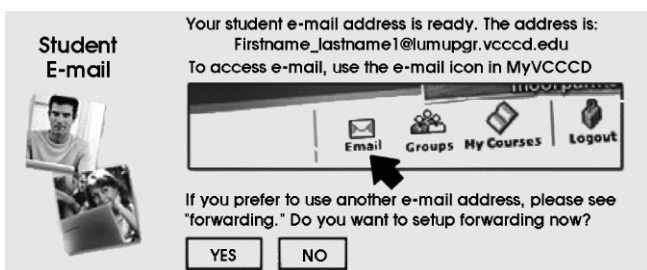 Student
E-mail
Your student e-mail address is ready. The address is:
Firstname_lastname1@lumupgr.vcccd.edu
To access e-mail, use the e-mail icon in MyVCCCD
Email
Groups
My Courses
Logout
If you prefer to use another e-mail address, please see
"forwarding." Do you want to setup forwarding now?
YES
NO